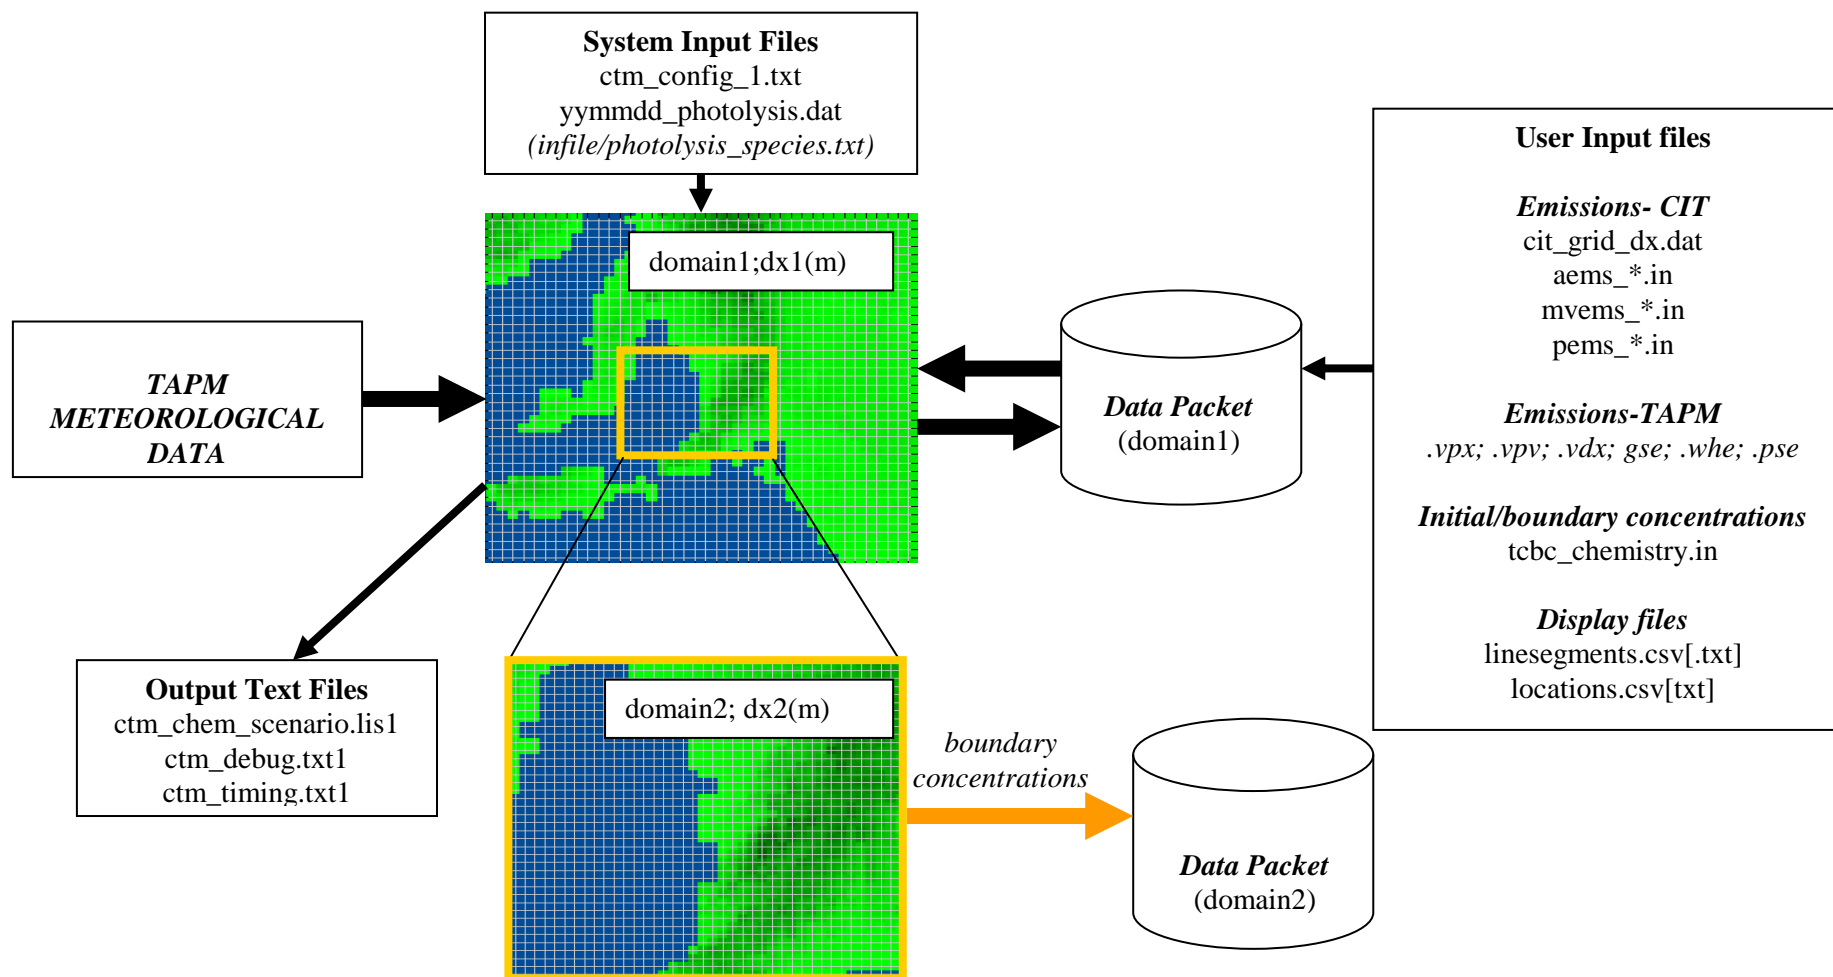 System Input Files
ctm_config_1.txt
yymmdd_photolysis.dat
(infile/photolysis_species.txt)
domain1;dx1(m)
TAPM
METEOROLOGICAL
DATA
Data Packet
(domain1)
User Input files
Emissions- CIT
cit_grid_dx.dat
aems_*.in
mvems_*.in
pems_*.in
Emissions-TAPM
.vpx; .vpv; .vdx; gse; .whe; .pse
Initial/boundary concentrations
tcbc_chemistry.in
Display files
linesegments.csv[.txt]
locations.csv[txt]
Output Text Files
ctm_chem_scenario.lis1
ctm_debug.txt1
ctm_timing.txt1
domain2; dx2(m)
boundary
concentrations
Data Packet
(domain2)